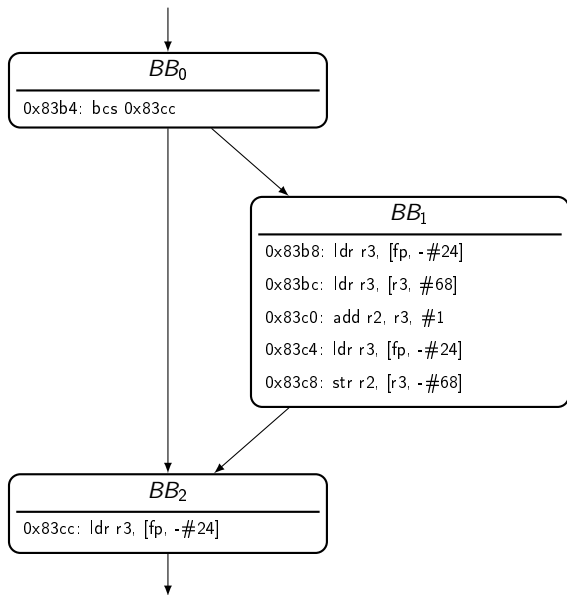 BB₀
0x83b4: bcs 0x83cc
BB₁
0x83b8: ldr r3, [fp, -#24]
0x83bc: ldr r3, [r3, #68]
0x83c0: add r2, r3, #1
0x83c4: ldr r3, [fp, -#24]
0x83c8: str r2, [r3, -#68]
BB₂
0x83cc: ldr r3, [fp, -#24]